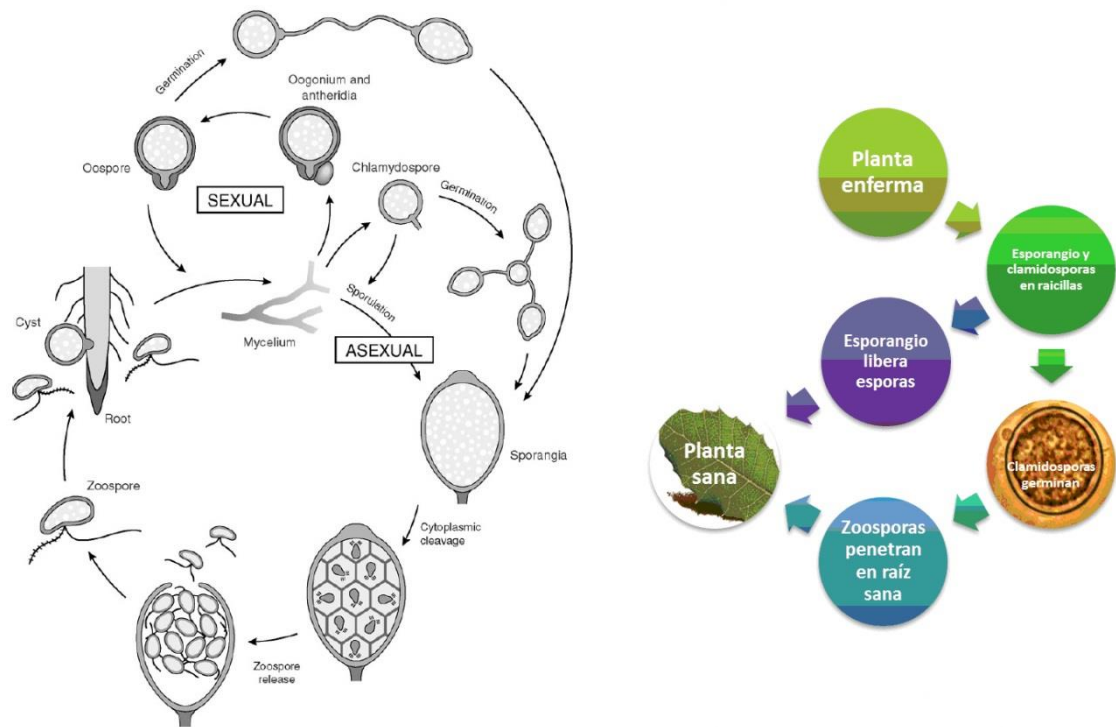 Germination
Oogonium and
antheridia
Oospore
Chlamydospore
Germination
SEXUAL
Sporulation
Cyst
Mycelium
ASEXUAL
Root
Sporangia
Zoospore
Cytoplasmic
cleavage
Zoospore
release
Planta
enferma
Esporangio y
clamidosporas
en raicillas
Esporangio
libera
esporas
Planta
sana
Clamidosporas
germinan
Zoosporas
penetran
en raíz
sana